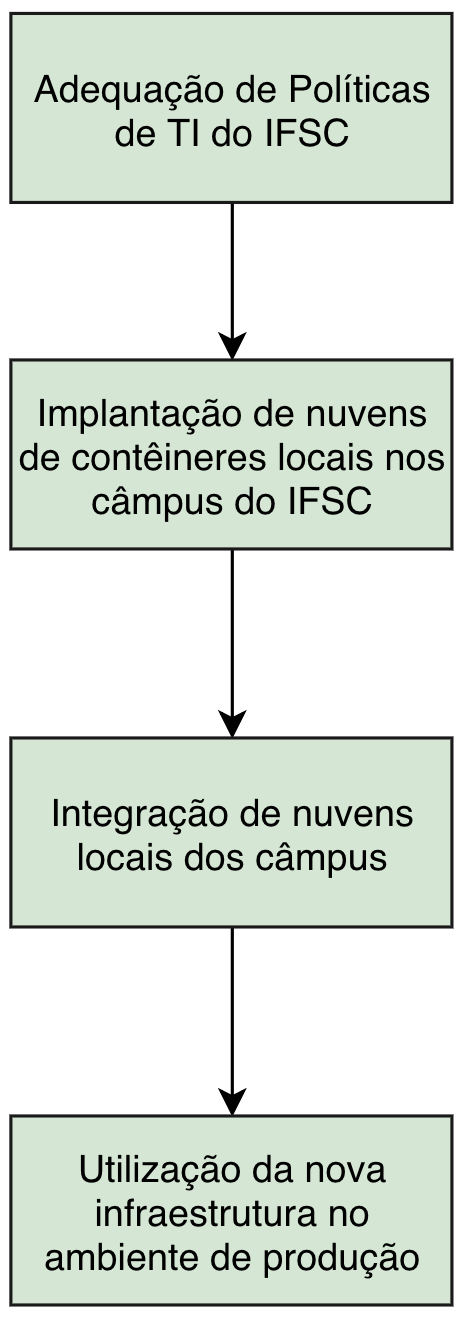 Adequação de Políticas
de TI do IFSC
Implantação de nuvens
de contêineres locais nos
câmpus do IFSC
Integração de nuvens
locais dos câmpus
Utilização da nova
infraestrutura no
ambiente de produção